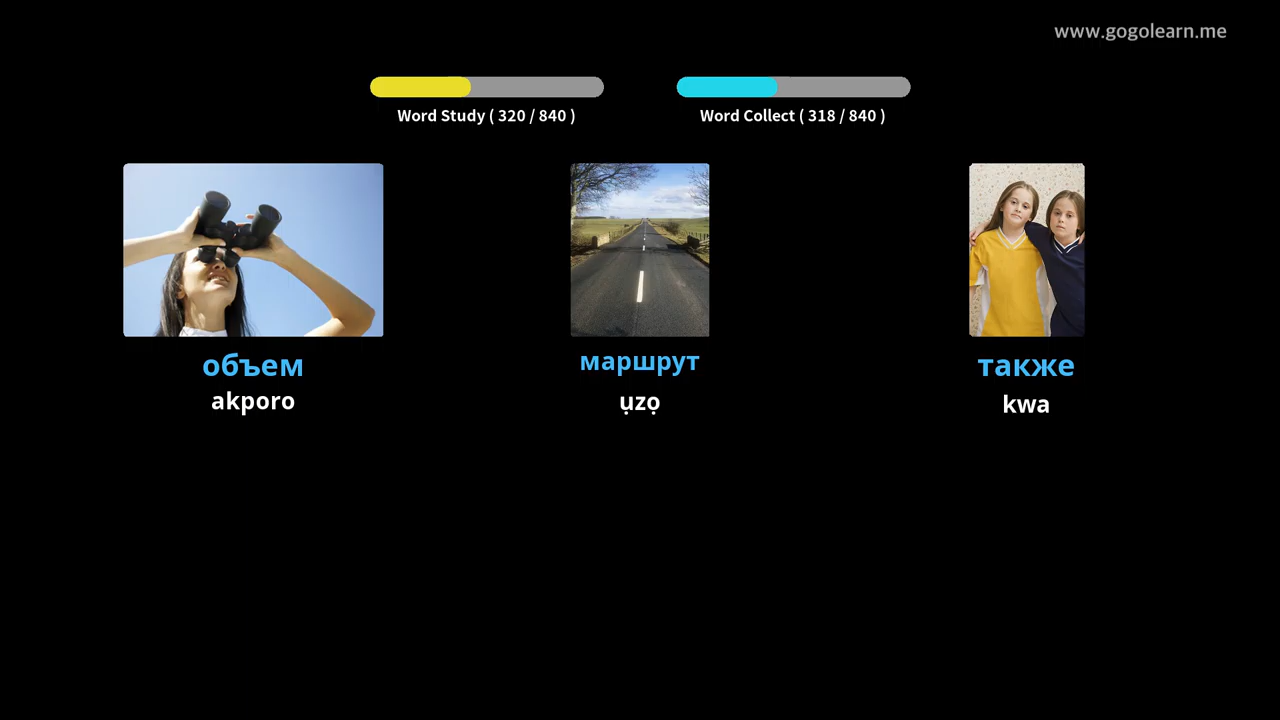 www.gogolearn.me
Word Study ( 320 / 840 )
Word Collect ( 318 / 840 )
объем
маршрут
также
akporo
ụzọ
kwa